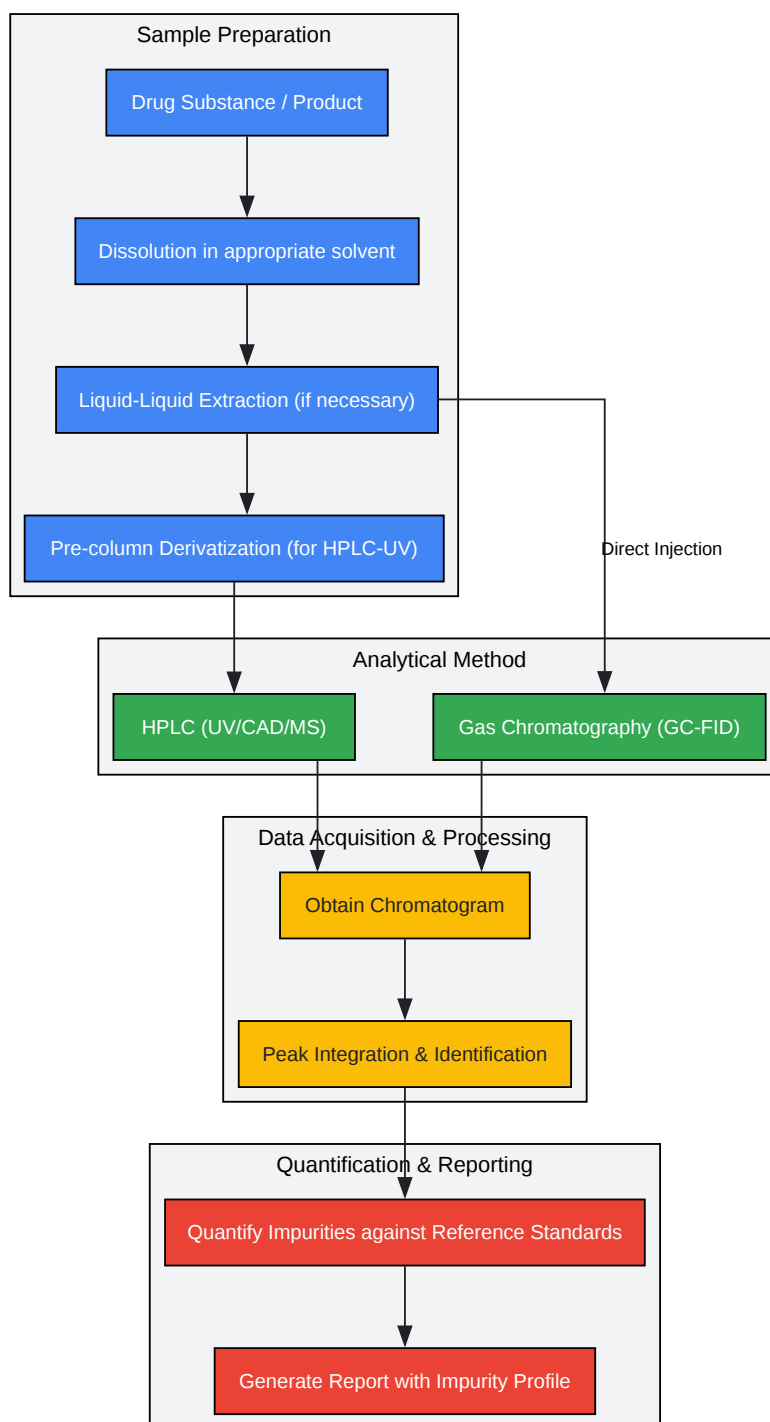 Sample Preparation
Drug Substance / Product
Dissolution in appropriate solvent
Liquid-Liquid Extraction (if necessary)
Pre-column Derivatization (for HPLC-UV)
Direct Injection
Analytical Method
HPLC (UV/CAD/MS)
Gas Chromatography (GC-FID)
Data Acquisition & Processing
Obtain Chromatogram
Peak Integration & Identification
Quantification & Reporting
Quantify Impurities against Reference Standards
Generate Report with Impurity Profile